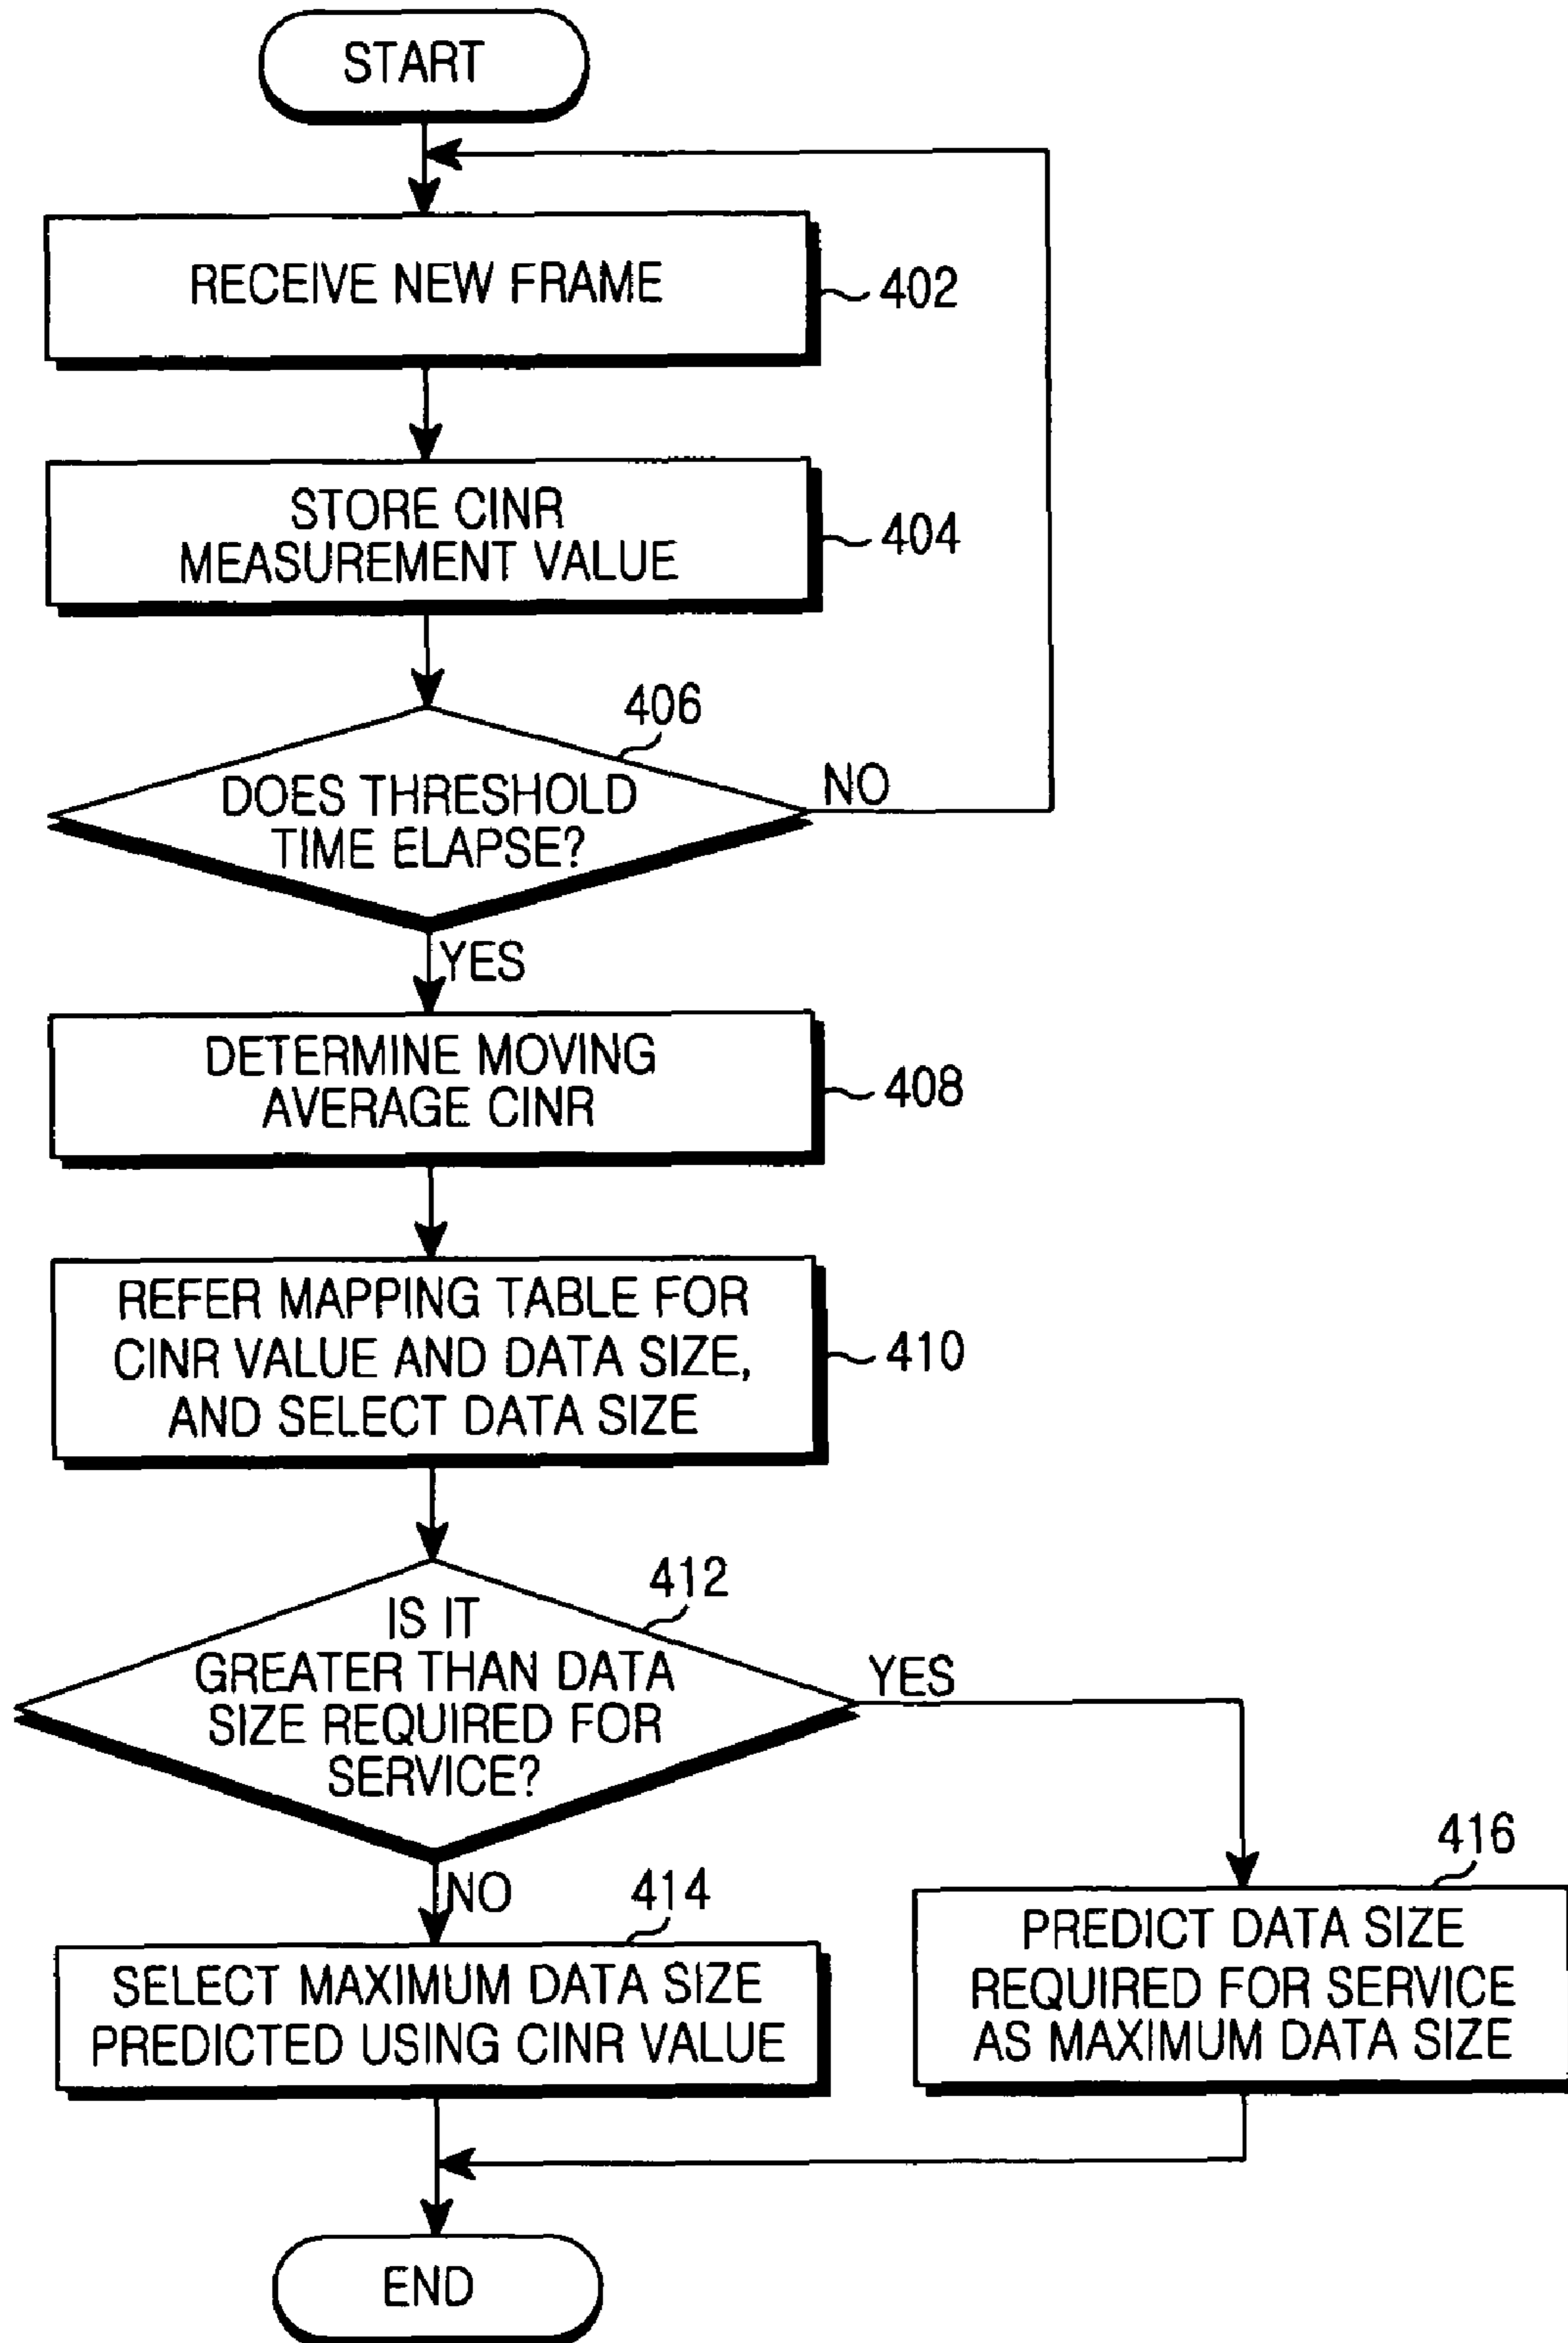 START
RECEIVE NEW FRAME
402
STORE CINR
MEASUREMENT VALUE
404
406
DOES THRESHOLD
TIME ELAPSE?
NO
YES
DETERMINE MOVING
AVERAGE CINR
408
REFER MAPPING TABLE FOR
CINR VALUE AND DATA SIZE,
AND SELECT DATA SIZE
410
412
IS IT
GREATER THAN DATA
SIZE REQUIRED FOR
SERVICE?
YES
NO
414
SELECT MAXIMUM DATA SIZE
PREDICTED USING CINR VALUE
416
PREDICT DATA SIZE
REQUIRED FOR SERVICE
AS MAXIMUM DATA SIZE
END